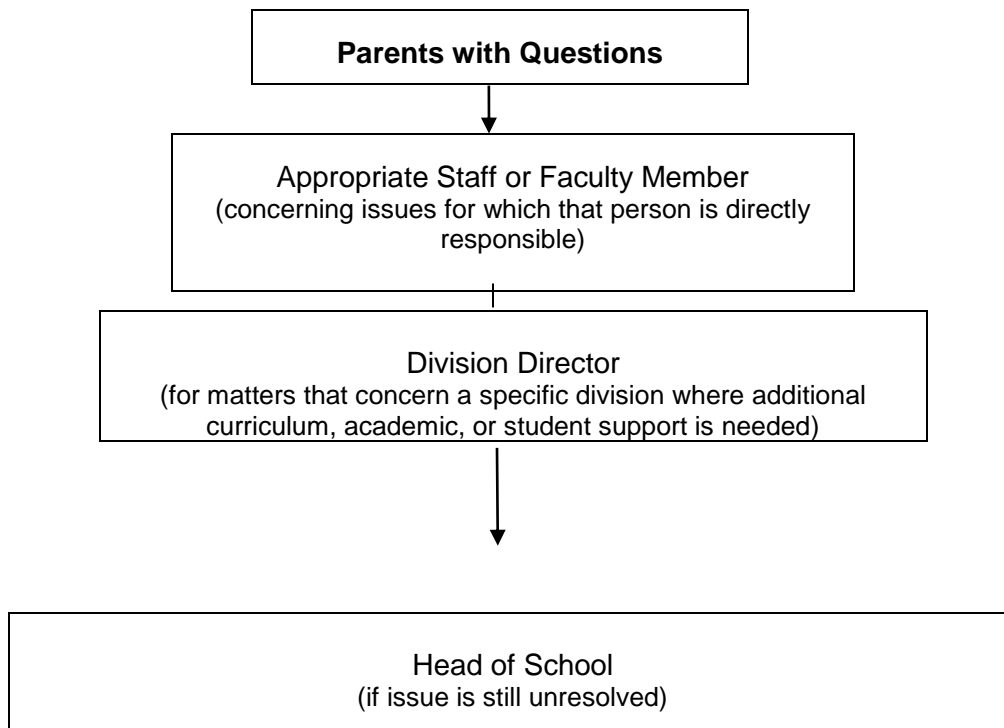 Parents with Questions
Appropriate Staff or Faculty Member
(concerning issues for which that person is directly
responsible)
Division Director
(for matters that concern a specific division where additional
curriculum, academic, or student support is needed)
Head of School
(if issue is still unresolved)